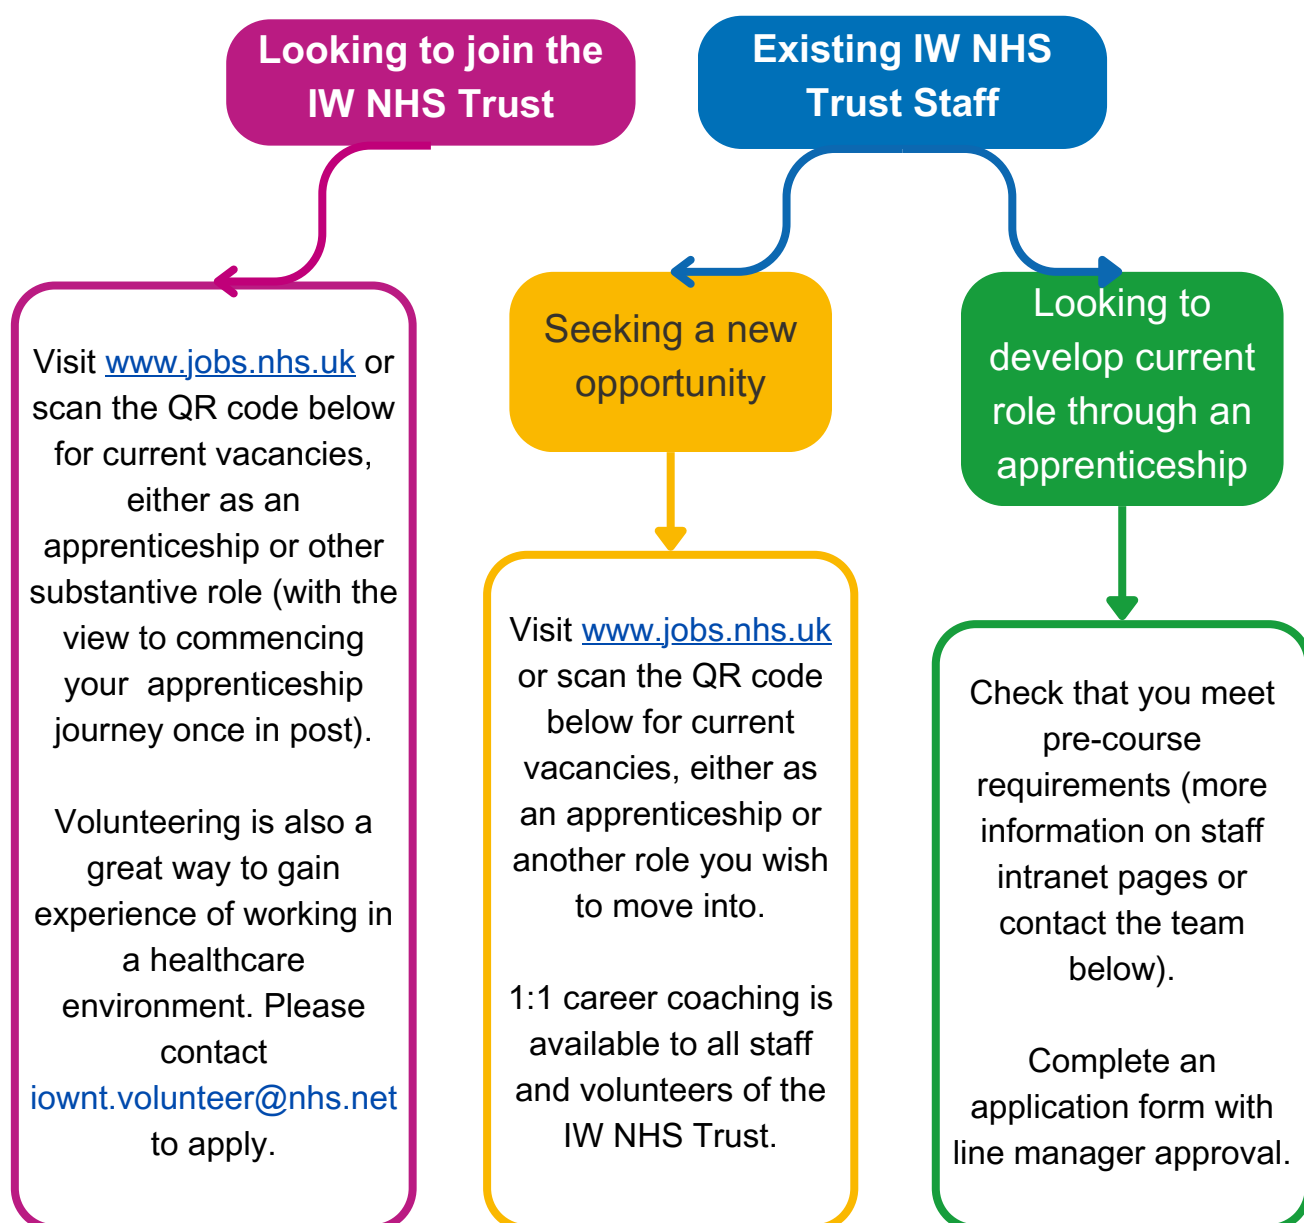 Looking to join the
IW NHS Trust
Existing IW NHS
Trust Staff
Visit www.jobs.nhs.uk or
scan the QR code below
for current vacancies,
either as an
apprenticeship or other
substantive role (with the
view to commencing
your apprenticeship
journey once in post).
Volunteering is also a
great way to gain
experience of working in
a healthcare
environment. Please
contact
iownt.volunteer@nhs.net
to apply.
Seeking a new
opportunity
Visit www.jobs.nhs.uk
or scan the QR code
below for current
vacancies, either as
an apprenticeship or
another role you wish
to move into.
1:1 career coaching is
available to all staff
and volunteers of the
IW NHS Trust.
Looking to
develop current
role through an
apprenticeship
Check that you meet
pre-course
requirements (more
information on staff
intranet pages or
contact the team
below).
Complete an
application form with
line manager approval.